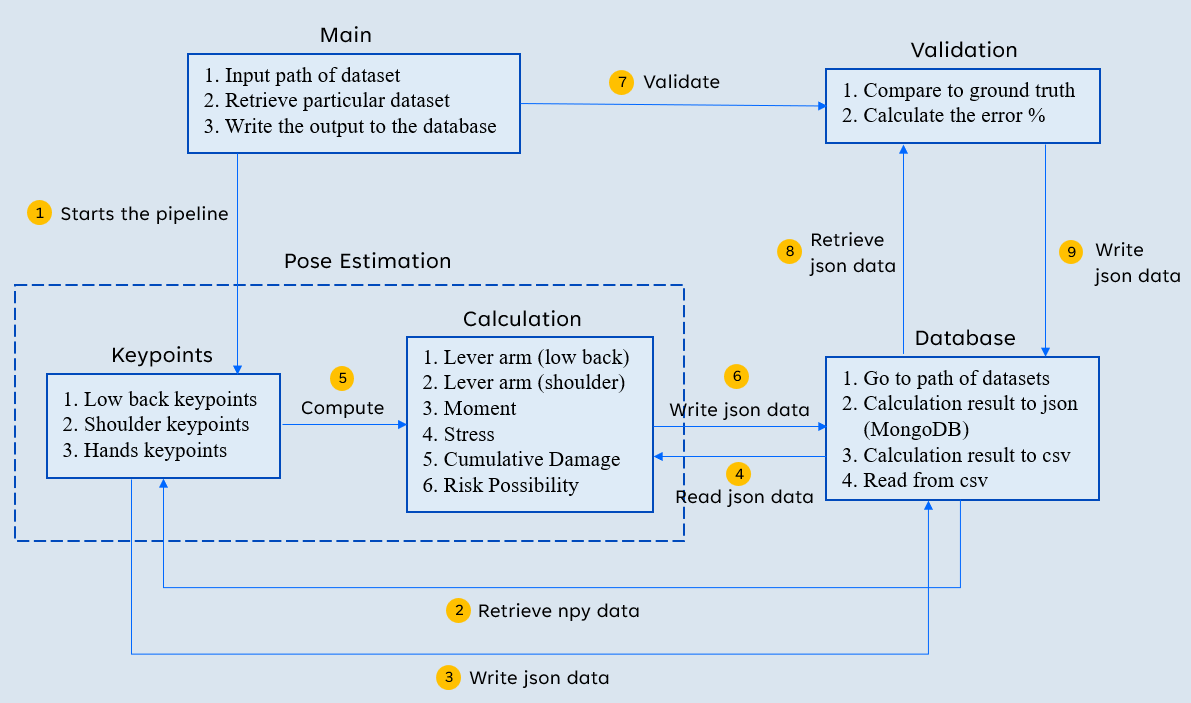 Main
1. Input path of dataset
2. Retrieve particular dataset
3. Write the output to the database
7 Validate
Validation
1. Compare to ground truth
2. Calculate the error %
1 Starts the pipeline
8 Retrieve
json data
9 Write
json data
Pose Estimation
Keypoints
1. Low back keypoints
2. Shoulder keypoints
3. Hands keypoints
5
Compute
Calculation
1. Lever arm (low back)
2. Lever arm (shoulder)
3. Moment
4. Stress
5. Cumulative Damage
6. Risk Possibility
6
Write json data
4
Read json data
Database
1. Go to path of datasets
2. Calculation result to json
(MongoDB)
3. Calculation result to csv
4. Read from csv
2 Retrieve npy data
3 Write json data